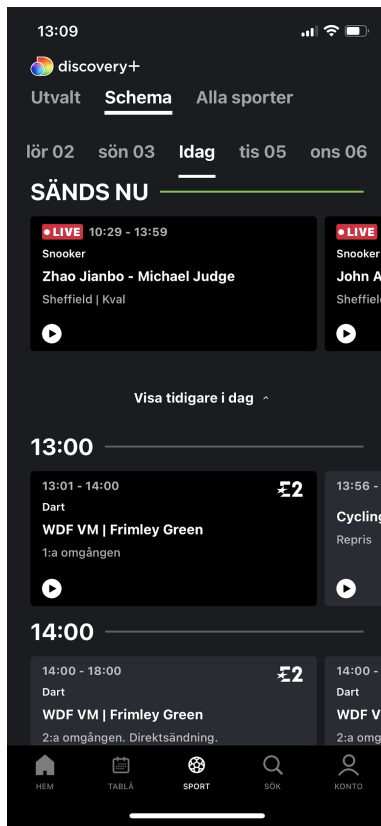 13:09
discovery+
Utvalt Schema Alla sporter
lör 02 sön 03 Idag tis 05 ons 06
SÄNDS NU
LIVE 10:29 - 13:59
Snooker
Zhao Jianbo - Michael Judge
Sheffield | Kval
LIVE
Snooker
John A
Sheffiel
Visa tidigare i dag
13:00
13:01 - 14:00
E2
Dart
WDF VM | Frimley Green
1:a omgången
13:56 -
Cycling
Repris
14:00
14:00 - 18:00
E2
Dart
WDF VM | Frimley Green
2:a omgången. Direktsändning.
14:00 -
Dart
WDF V
2:a omg
HEM TABLÅ SPORT SÖK KONTO